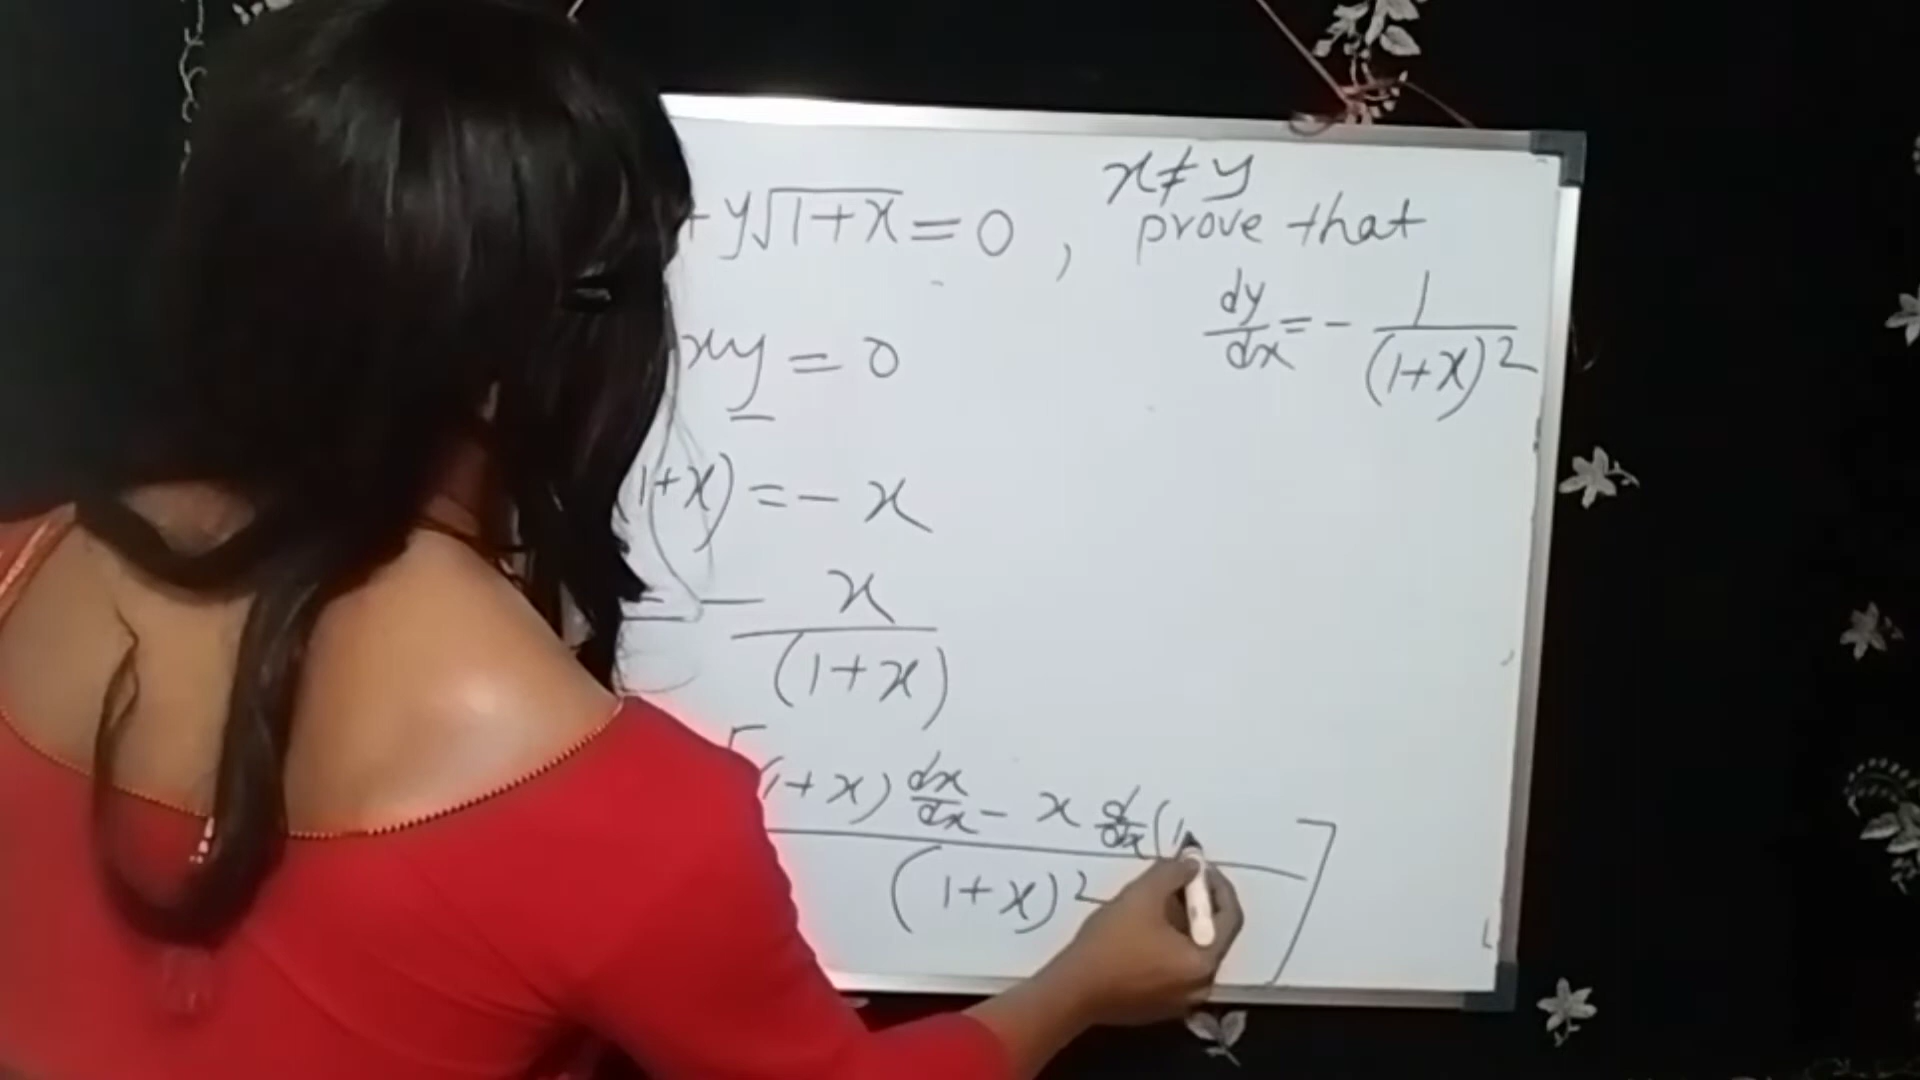 + y√(1+x) = 0 , x ≠ y
prove that
dy/dx = - 1/(1+x)²
xy = 0
1+x) = - x
= - x/(1+x)
[(1+x) dx/dx - x d/dx (1 ]/(1+x)²